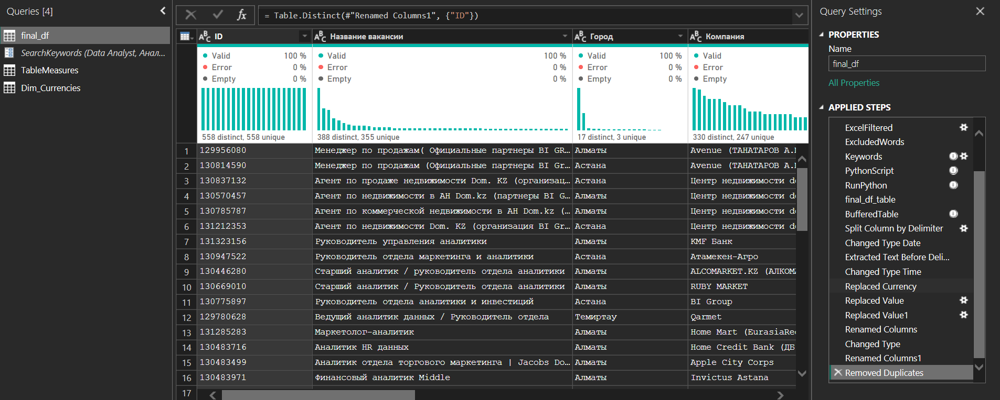 Queries [4]
final_df
SearchKeywords (Data Analyst, Анал...
TableMeasures
Dim_Currencies
fx
= Table.Distinct(#"Renamed Columns1", {"ID"})
ABC ID
ABC Название вакансии
ABC Город
ABC Компания
Valid 100 %
Error 0 %
Empty 0 %
558 distinct, 558 unique
Valid 100 %
Error 0 %
Empty 0 %
388 distinct, 355 unique
Valid 100 %
Error 0 %
Empty 0 %
17 distinct, 3 unique
Valid
Error
Empty
330 distinct, 247 unique
1 129956080 Менеджер по продажам( Официальные партнеры BI GR... Алматы Avenue (ТАНАТАРОВ А.
2 130814590 Менеджер по продажам (Официальные партнеры BI Gr... Астана Avenue (ТАНАТАРОВ А.
3 130837132 Агент по продаже недвижимости Dom. KZ (организац... Астана Центр недвижимости d
4 130570457 Агент по недвижимости в АН Dom.kz (партнеры BI G... Алматы Центр недвижимости d
5 130785787 Агент по коммерческой недвижимости в АН Dom.kz (... Алматы Центр недвижимости d
6 131212353 Агент по недвижимости Dom. KZ (организация BI Gr... Астана Центр недвижимости d
7 131323156 Руководитель управления аналитики Алматы KMF Банк
8 130947522 Руководитель отдела маркетинга и аналитики Астана Атамекен-Агро
9 130446280 Старший аналитик / руководитель отдела аналитики Алматы ALCOMARKET.KZ (АЛКОМ
10 130669010 Старший аналитик / Руководитель отдела аналитики Алматы RUBY MARKET
11 130775897 Руководитель отдела аналитики и инвестиций Астана BI Group
12 129780628 Ведущий аналитик данных / Руководитель отдела Темиртау Qarmet
13 131285283 Маркетолог-аналитик Алматы Home Mart (EurasiaRe
14 130483716 Аналитик HR данных Алматы Home Credit Bank (ДБ
15 130483499 Аналитик отдела торгового маркетинга | Jacobs Do... Алматы Apple City Corps
16 130483971 Финансовый аналитик Middle Алматы Invictus Astana
17
Query Settings
PROPERTIES
Name
final_df
All Properties
APPLIED STEPS
ExcelFiltered
ExcludedWords
Keywords
PythonScript
RunPython
final_df_table
BufferedTable
Split Column by Delimiter
Changed Type Date
Extracted Text Before Deli...
Changed Type Time
Replaced Currency
Replaced Value
Replaced Value1
Renamed Columns
Changed Type
Renamed Columns1
Removed Duplicates